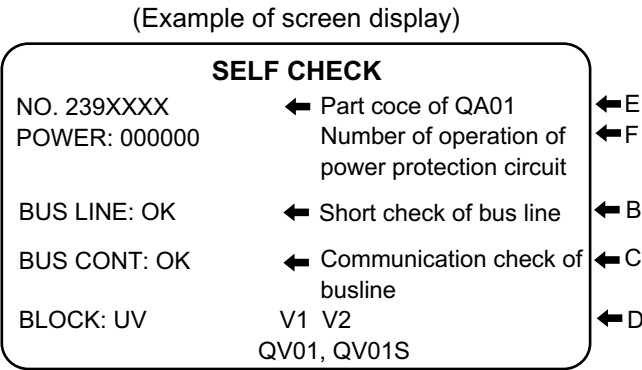 (Example of screen display)
SELF CHECK
NO. 239XXXX ← Part coce of QA01 ← E
POWER: 000000 Number of operation of ← F
power protection circuit
BUS LINE: OK ← Short check of bus line ← B
BUS CONT: OK ← Communication check of ← C
busline
BLOCK: UV V1 V2 ← D
QV01, QV01S